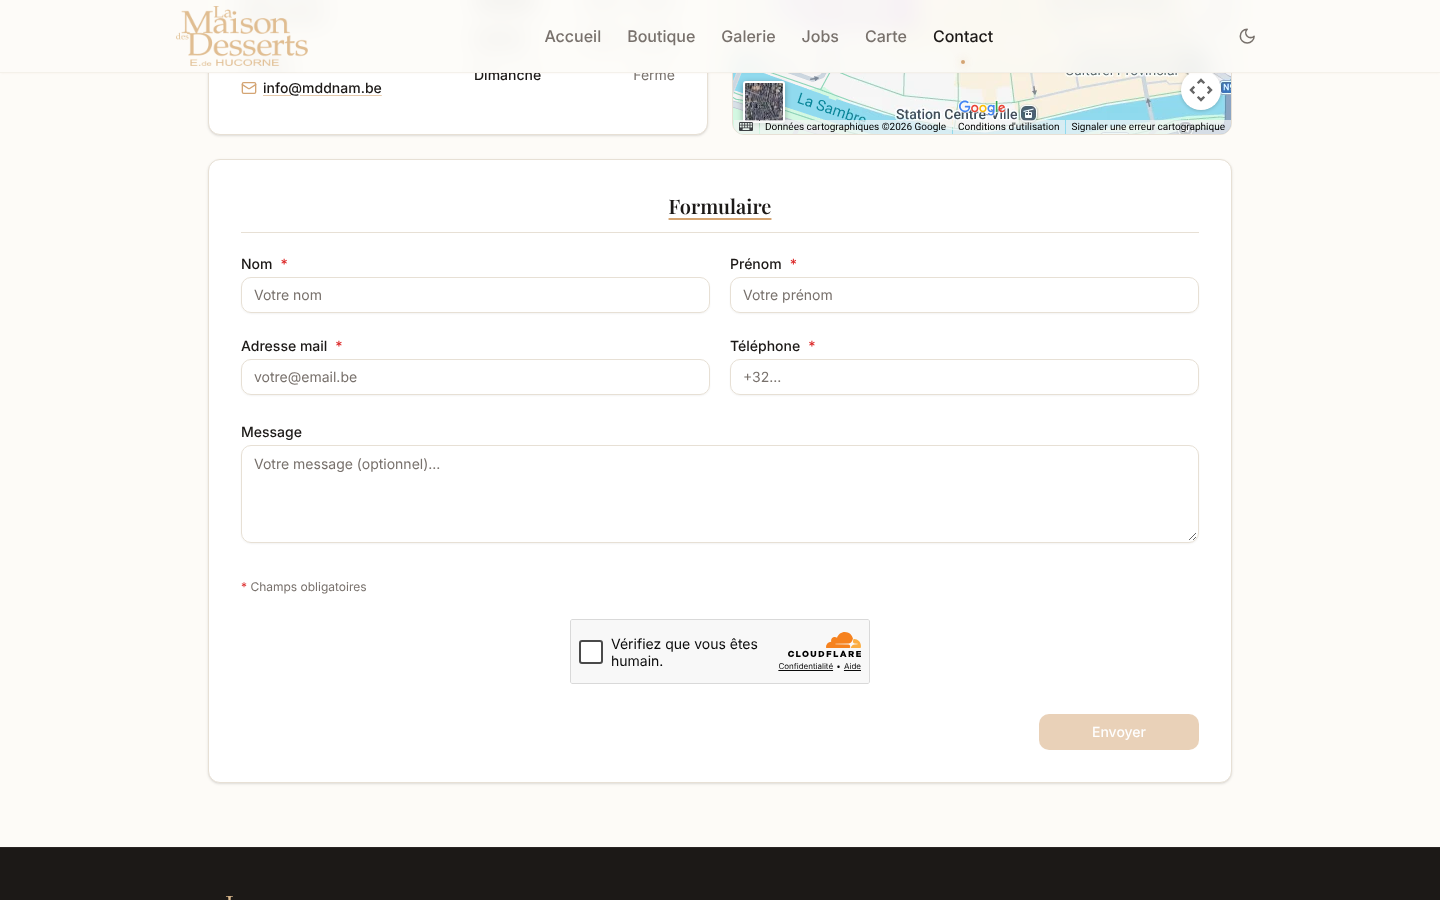 La
Maison
des Desserts
E. de HUCORNE
Accueil
Boutique
Galerie
Jobs
Carte
Contact
Dimanche
Fermé
info@mddnam.be
La Sambre
Station Centre-Ville
Google
Données cartographiques ©2026 Google
Conditions d'utilisation
Signaler une erreur cartographique
Formulaire
Nom *
Votre nom
Prénom *
Votre prénom
Adresse mail *
votre@email.be
Téléphone *
+32...
Message
Votre message (optionnel)...
* Champs obligatoires
Vérifiez que vous êtes
humain.
CLOUDFLARE
Confidentialité • Aide
Envoyer